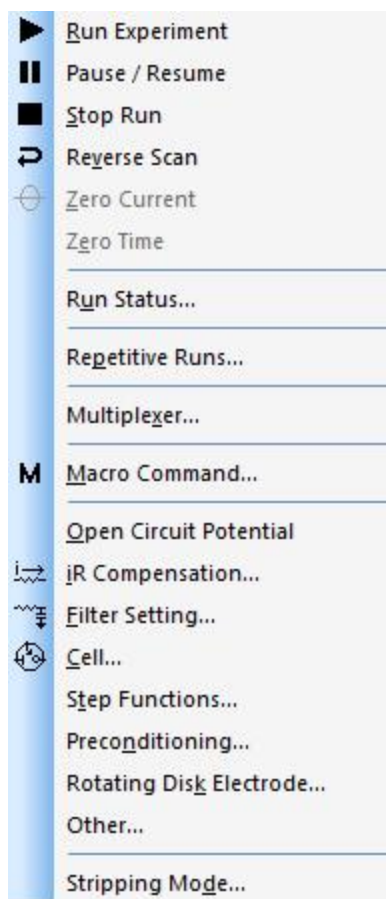 Run Experiment
Pause / Resume
Stop Run
Reverse Scan
Zero Current
Zero Time
Run Status...
Repetitive Runs...
Multiplexer...
M Macro Command...
Open Circuit Potential
i iR Compensation...
Filter Setting...
Cell...
Step Functions...
Preconditioning...
Rotating Disk Electrode...
Other...
Stripping Mode...